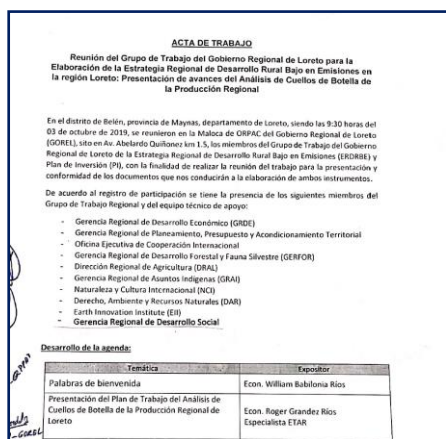 ACTA DE TRABAJO
Reunión del Grupo de Trabajo del Gobierno Regional de Loreto para la
Elaboración de la Estrategia Regional de Desarrollo Rural Bajo en Emisiones en
la región Loreto: Presentación de avances del Análisis de Cuellos de Botella de
la Producción Regional
En el distrito de Belén, provincia de Maynas, departamento de Loreto, siendo las 9:30 horas del
03 de octubre de 2019, se reunieron en la Maloca de ORPAC del Gobierno Regional de Loreto
(GOREL), sito en Av. Abelardo Quiñonez km 1.5, los miembros del Grupo de Trabajo del Gobierno
Regional de Loreto de la Estrategia Regional de Desarrollo Rural Bajo en Emisiones (ERDRBE) y
Plan de Inversión (PI), con la finalidad de realizar la reunión del trabajo para la presentación y
conformidad de los documentos que nos conducirán a la elaboración de ambos instrumentos.
De acuerdo al registro de participación se tiene la presencia de los siguientes miembros del
Grupo de Trabajo Regional y del equipo técnico de apoyo:
- Gerencia Regional de Desarrollo Económico (GRDE)
- Gerencia Regional de Planeamiento, Presupuesto y Acondicionamiento Territorial
- Oficina Ejecutiva de Cooperación Internacional
- Gerencia Regional de Desarrollo Forestal y Fauna Silvestre (GERFOR)
- Dirección Regional de Agricultura (DRAL)
- Gerencia Regional de Asuntos Indígenas (GRAI)
- Naturaleza y Cultura Internacional (NCI)
- Derecho, Ambiente y Recursos Naturales (DAR)
- Earth Innovation Institute (EII)
- Gerencia Regional de Desarrollo Social
Desarrollo de la agenda:
Temática Expositor
Palabras de bienvenida Econ. William Babilonia Ríos
Presentación del Plan de Trabajo del Análisis de
Cuellos de Botella de la Producción Regional de
Loreto
Econ. Roger Grandez Ríos
Especialista ETAR